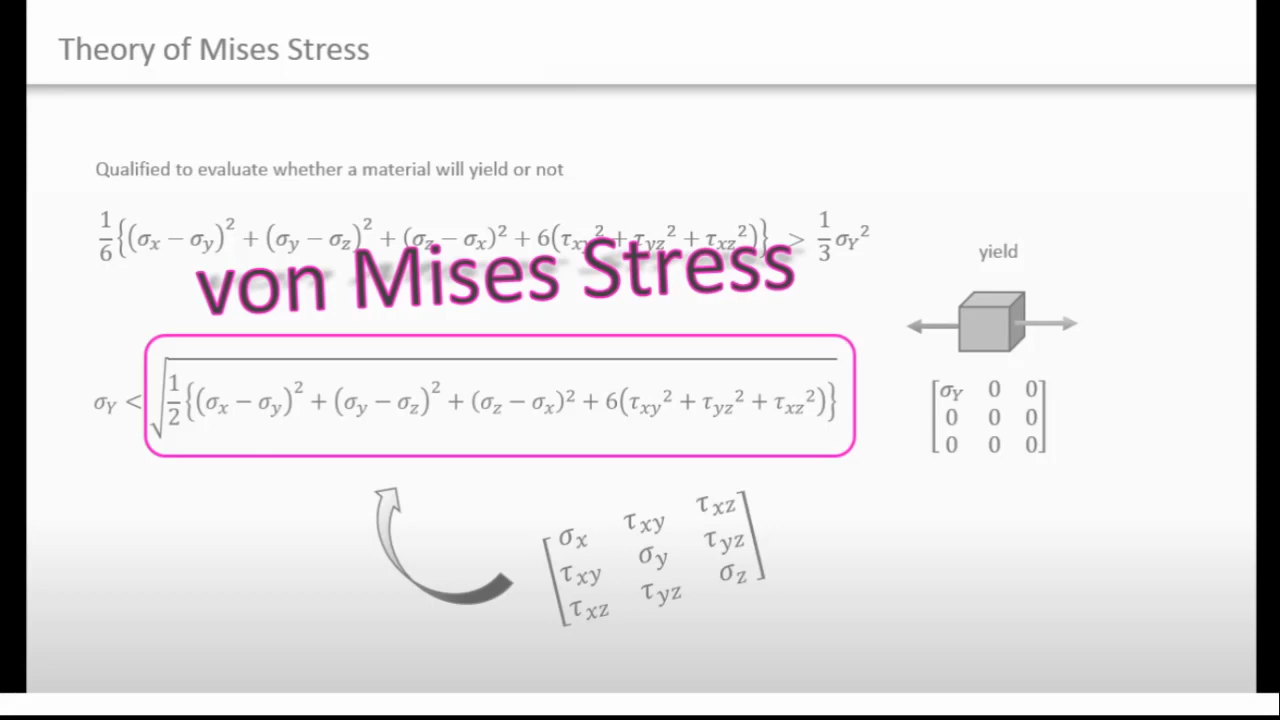 Theory of Mises Stress
Qualified to evaluate whether a material will yield or not
1/6{(σx − σy)² + (σy − σz)² + (σz − σx)² + 6(τxy² + τyz² + τxz²)} > 1/3 σY²
yield
von Mises Stress
σY < √(1/2{(σx − σy)² + (σy − σz)² + (σz − σx)² + 6(τxy² + τyz² + τxz²)})
[σY 0 0]
[0 0 0]
[0 0 0]
[σx τxy τxz]
[τxy σy τyz]
[τxz τyz σz]